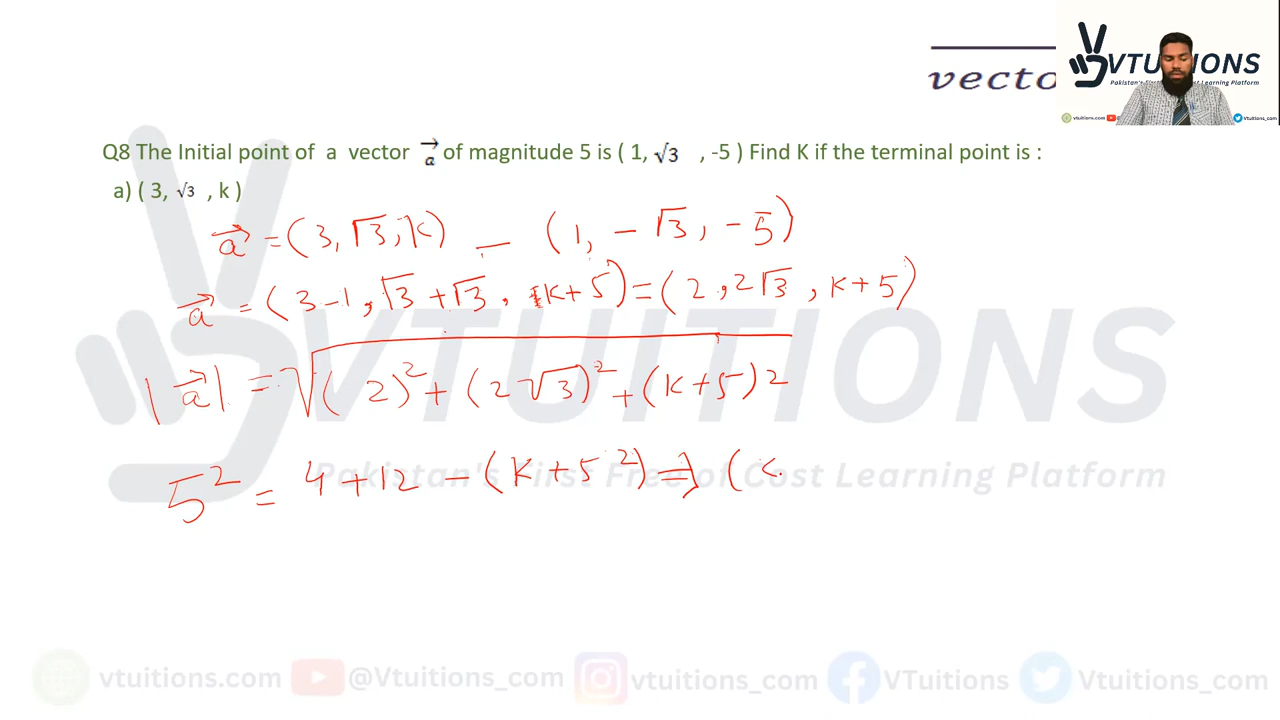 vecto
VTUITIONS
Pakistan's First Free of Cost Learning Platform
Q8 The Initial point of a vector a⃗ of magnitude 5 is ( 1, √3 , -5 ) Find K if the terminal point is :
a) ( 3, √3 , k )
a⃗ = (3, √3, K) — (1, - √3, -5)
a⃗ = (3-1, √3 + √3, K+5) = (2, 2√3, K+5)
|a⃗| = √(2)² + (2√3)² + (K+5)2
5² = 4+12 - (K+5²) ⇒ (
VTUITIONS
Pakistan's First Free of Cost Learning Platform
vtuitions.com @Vtuitions_com vtuitions_com VTuitions Vtuitions_com